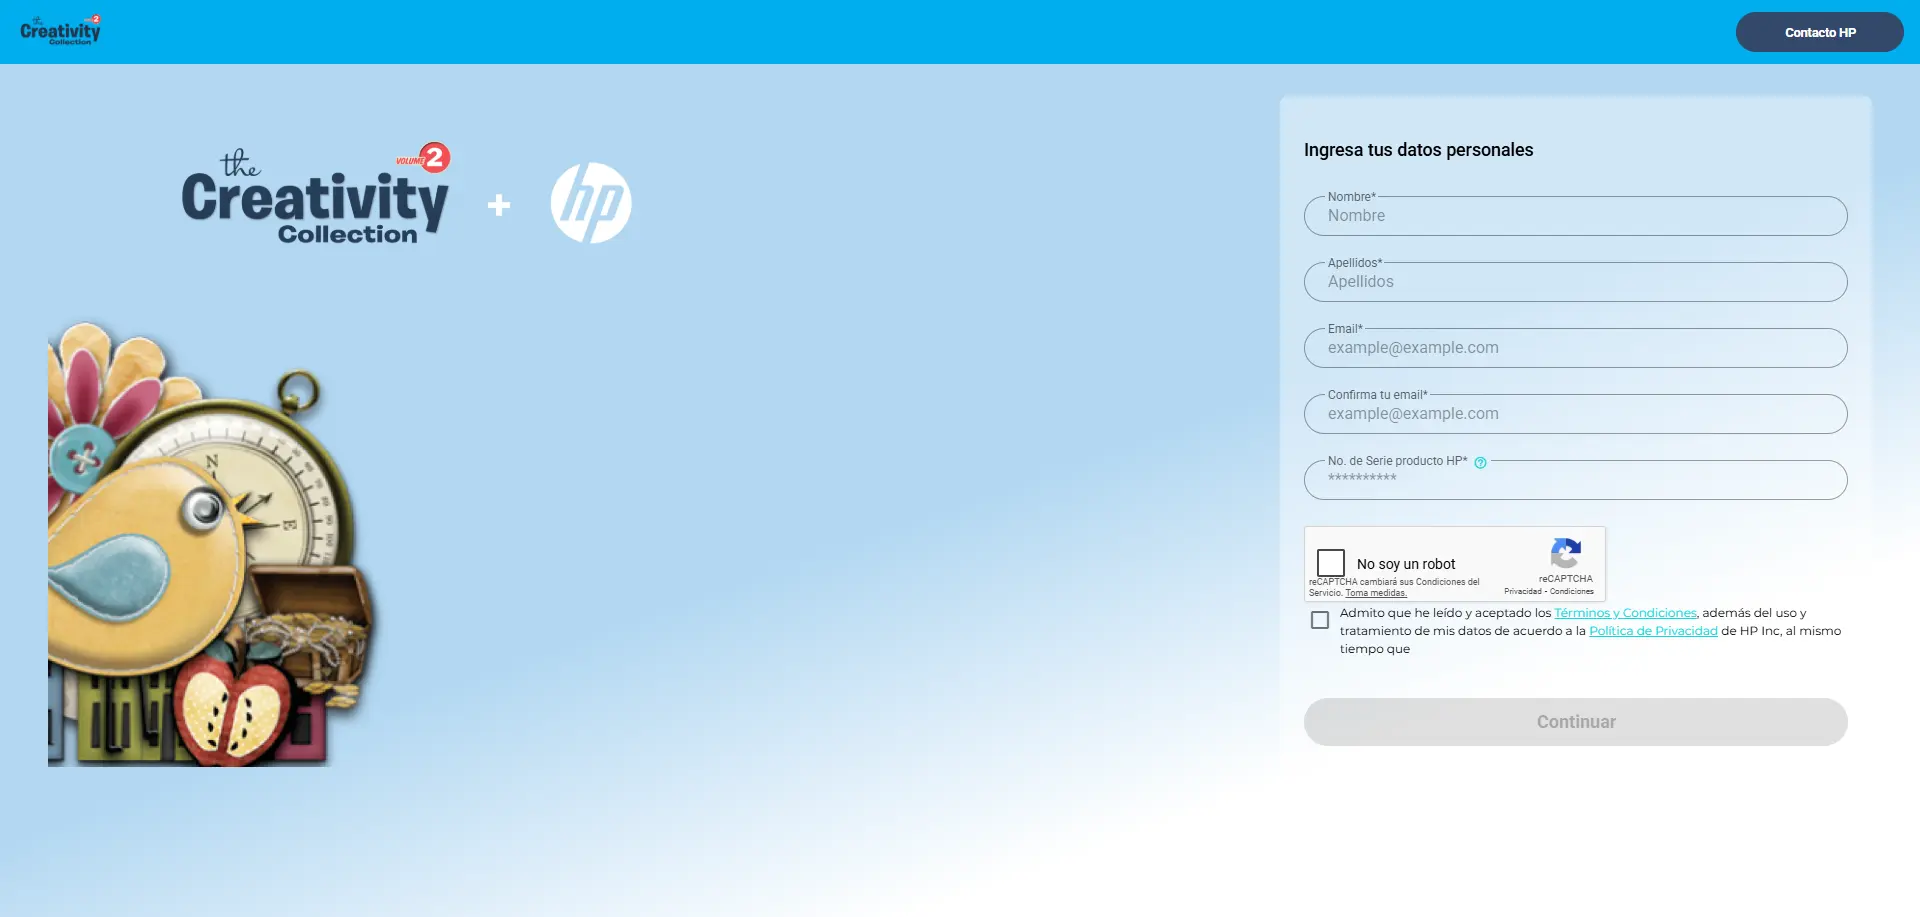 the
Creativity
Collection
2
Contacto HP
the
VOLUME 2
Creativity
Collection
+
hp
N
E
Ingresa tus datos personales
Nombre*
Nombre
Apellidos*
Apellidos
Email*
example@example.com
Confirma tu email*
example@example.com
No. de Serie producto HP*
**********
No soy un robot
reCAPTCHA
reCAPTCHA cambiará sus Condiciones del
Servicio. Toma medidas.
Privacidad - Condiciones
Admito que he leído y aceptado los Términos y Condiciones, además del uso y
tratamiento de mis datos de acuerdo a la Política de Privacidad de HP Inc, al mismo
tiempo que
Continuar